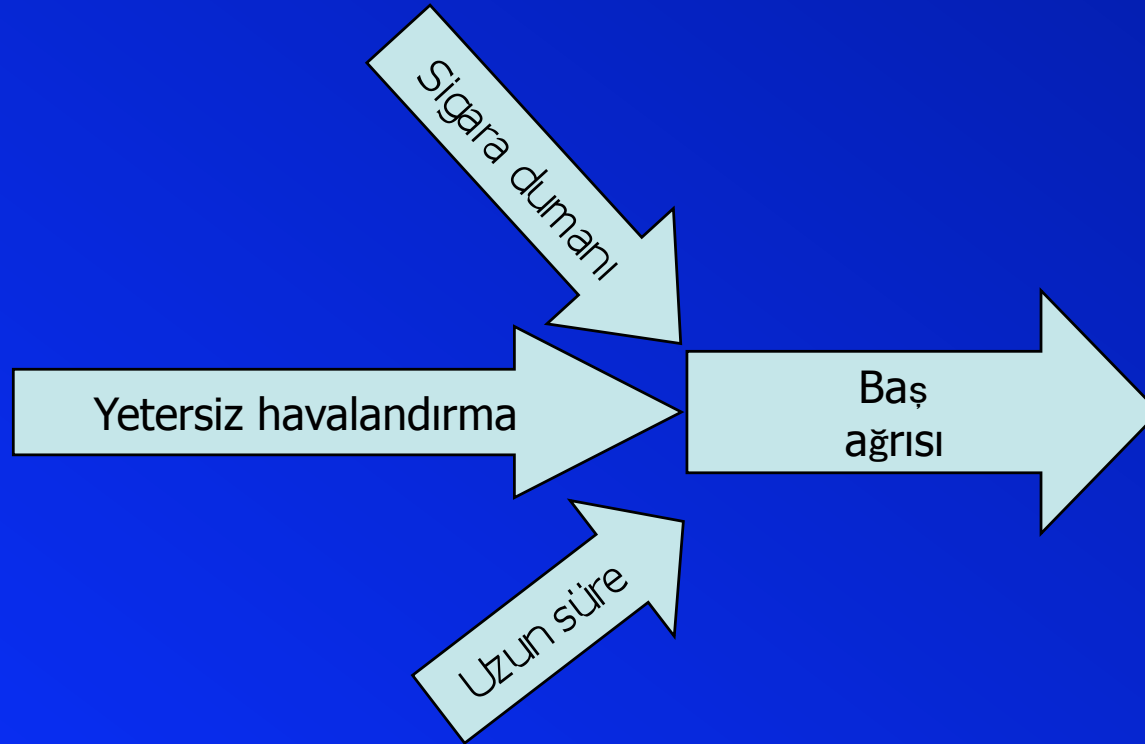 Sigara dumanı
Yetersiz havalandırma
Baş
ağrısı
Uzun süre